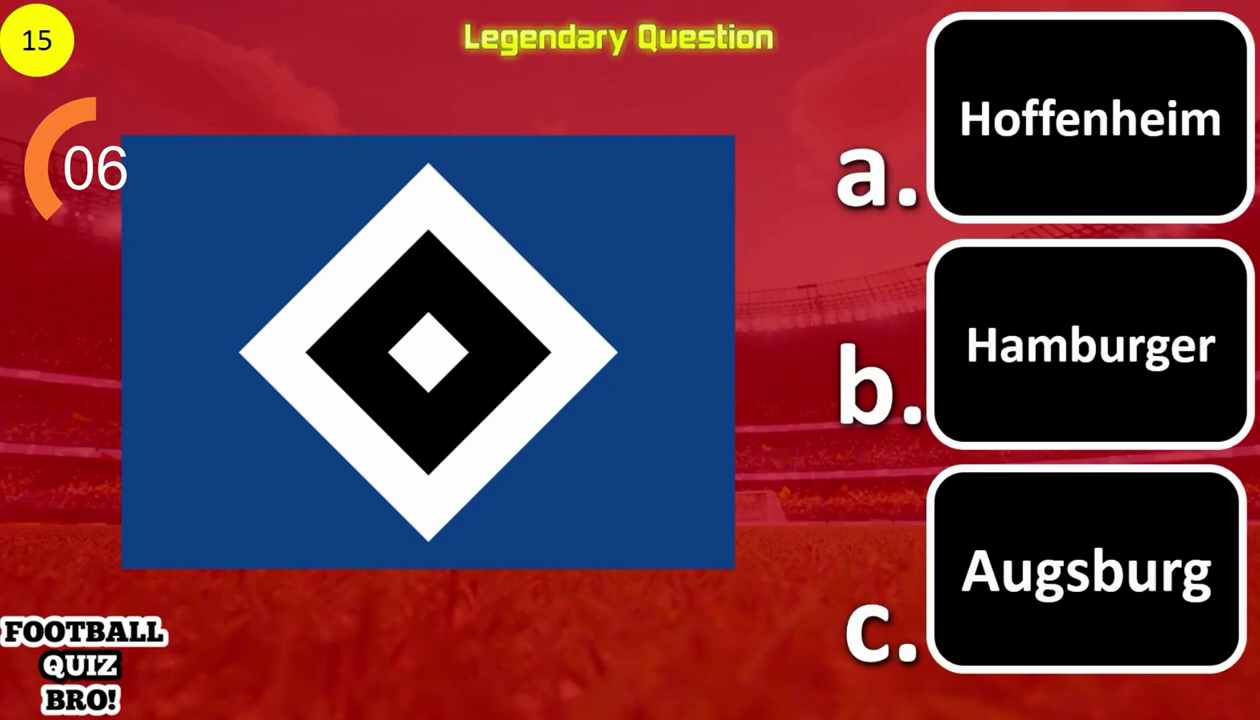 15
Legendary Question
06
a.
Hoffenheim
b.
Hamburger
c.
Augsburg
FOOTBALL
QUIZ
BRO!